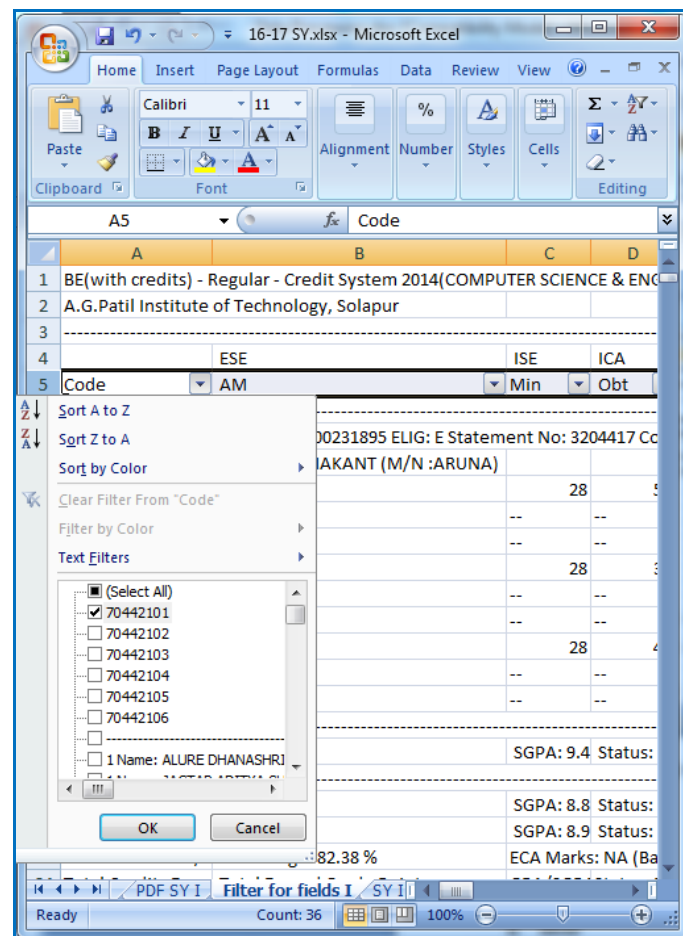 16-17 SY.xlsx - Microsoft Excel
Home Insert Page Layout Formulas Data Review View
Calibri 11
B I U A A
Paste Alignment Number Styles Cells
Clipboard Font Editing
A5 fx Code
A B C D
1 BE(with credits) - Regular - Credit System 2014(COMPUTER SCIENCE & ENG
2 A.G.Patil Institute of Technology, Solapur
3 --------------------
4 ESE ISE ICA
5 Code AM Min Obt
Sort A to Z
Sort Z to A
00231895 ELIG: E Statement No: 3204417 Co
Sort by Color
AKANT (M/N :ARUNA)
Clear Filter From "Code"
28
Filter by Color
-- --
Text Filters
-- --
28
(Select All)
-- --
70442101
-- --
70442102
28
70442103
-- --
70442104
-- --
70442105
70442106
--------------------
SGPA: 9.4 Status:
1 Name: ALURE DHANASHRI
SGPA: 8.8 Status:
OK Cancel
SGPA: 8.9 Status:
82.38 % ECA Marks: NA (Ba
PDF SY I Filter for fields I SY I
Ready Count: 36 100%